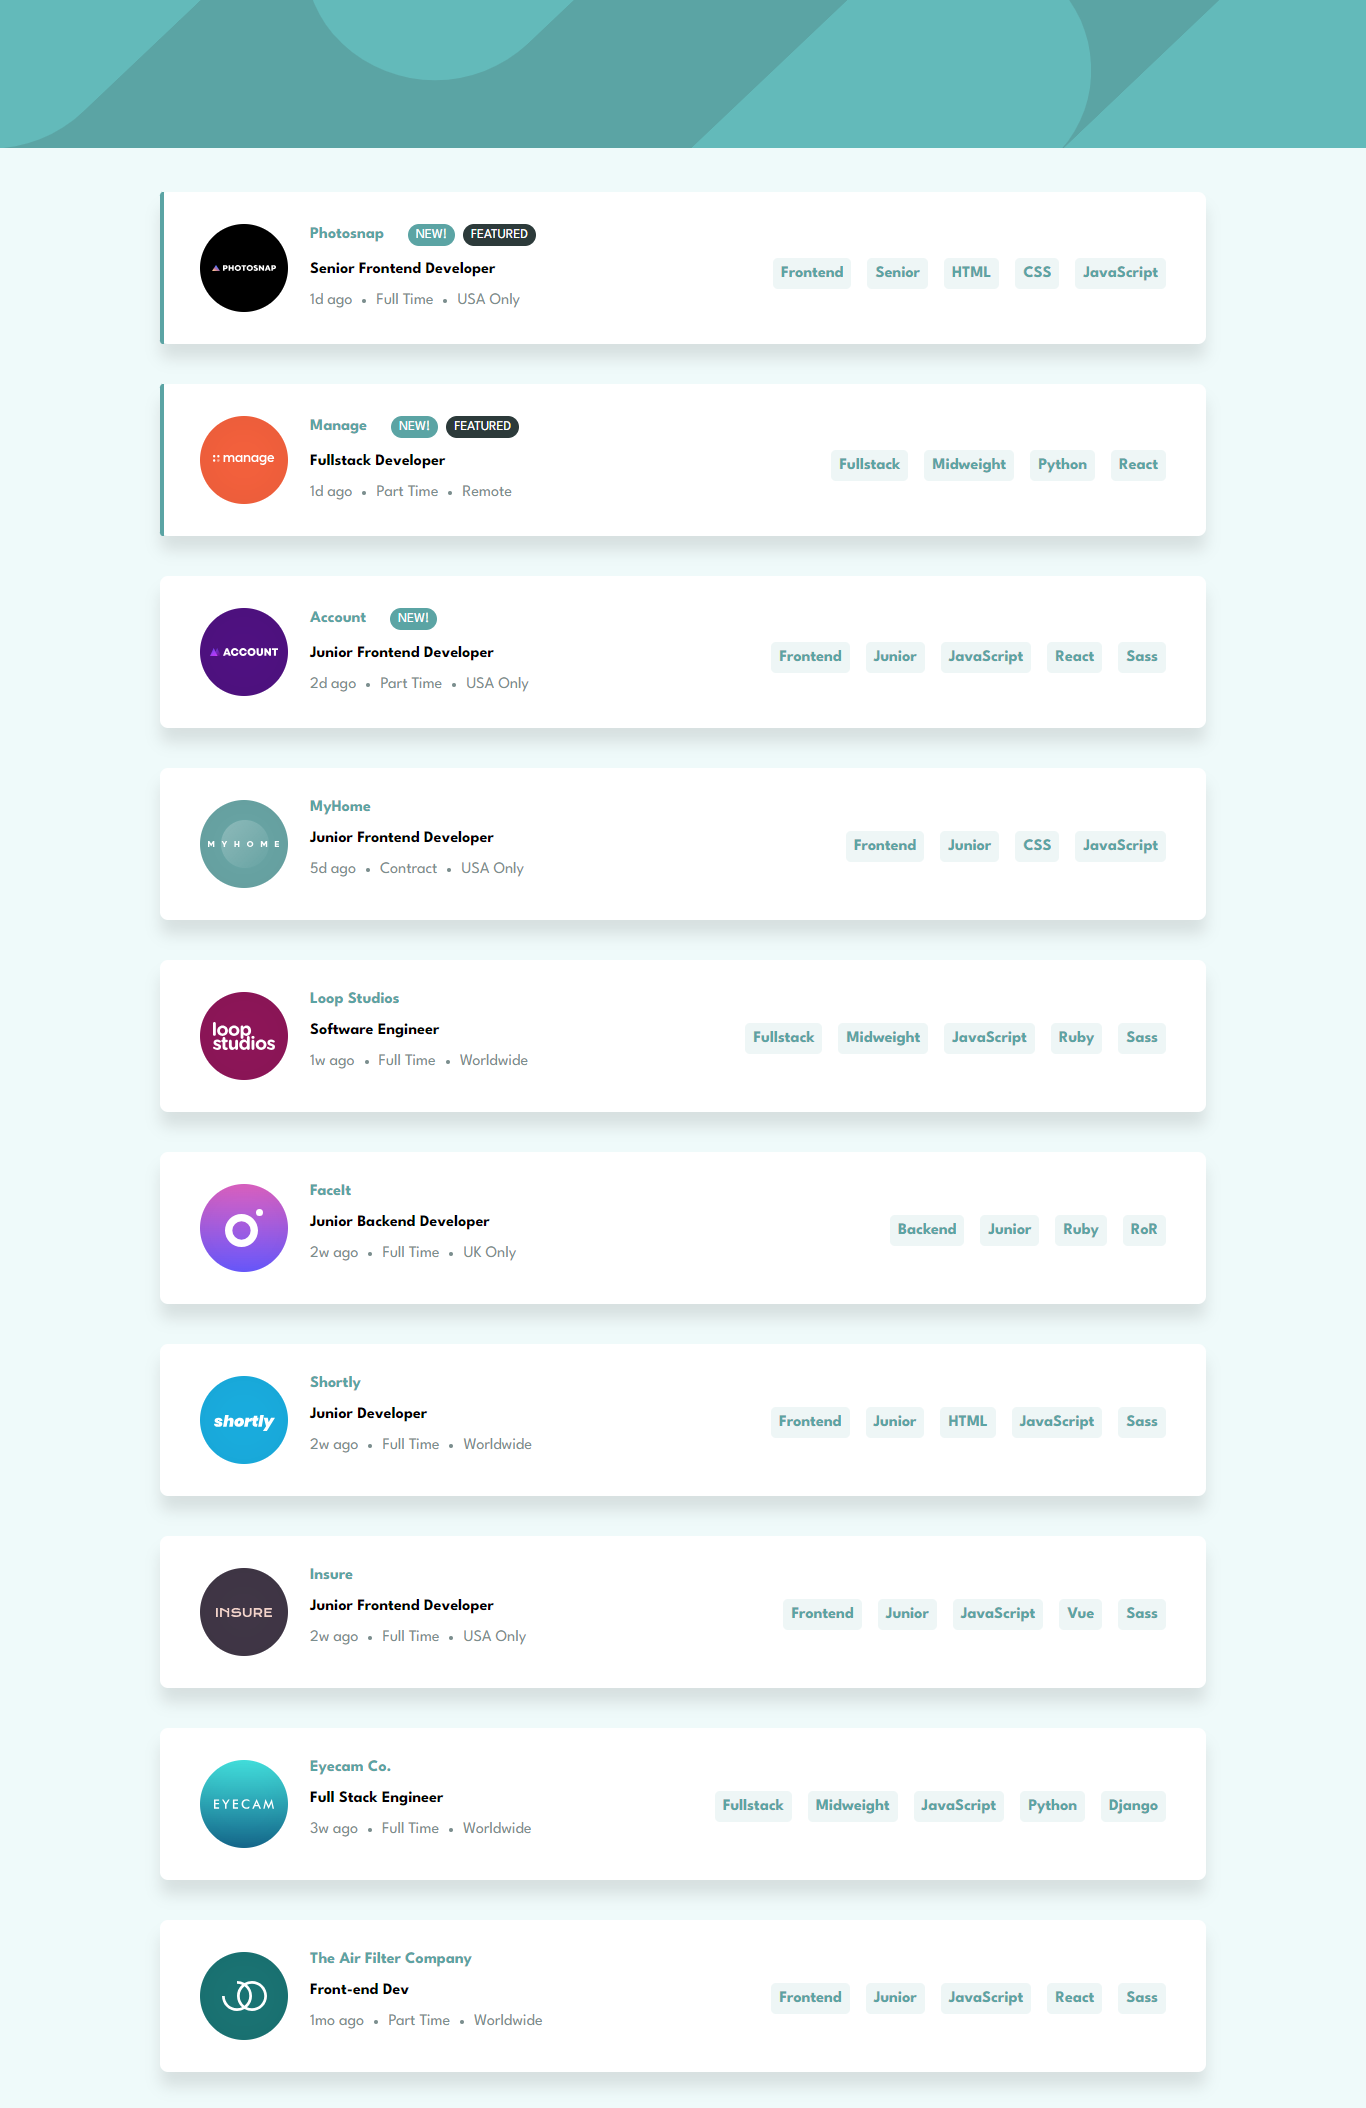 Photosnap NEW! FEATURED
PHOTOSNAP
Senior Frontend Developer
Frontend Senior HTML CSS JavaScript
1d ago • Full Time • USA Only
Manage NEW! FEATURED
manage
Fullstack Developer
Fullstack Midweight Python React
1d ago • Part Time • Remote
Account NEW!
ACCOUNT
Junior Frontend Developer
Frontend Junior JavaScript React Sass
2d ago • Part Time • USA Only
MyHome
MYHOME
Junior Frontend Developer
Frontend Junior CSS JavaScript
5d ago • Contract • USA Only
Loop Studios
loop
studios
Software Engineer
Fullstack Midweight JavaScript Ruby Sass
1w ago • Full Time • Worldwide
FaceIt
Junior Backend Developer
Backend Junior Ruby RoR
2w ago • Full Time • UK Only
Shortly
shortly
Junior Developer
Frontend Junior HTML JavaScript Sass
2w ago • Full Time • Worldwide
Insure
INSURE
Junior Frontend Developer
Frontend Junior JavaScript Vue Sass
2w ago • Full Time • USA Only
Eyecam Co.
EYECAM
Full Stack Engineer
Fullstack Midweight JavaScript Python Django
3w ago • Full Time • Worldwide
The Air Filter Company
Front-end Dev
Frontend Junior JavaScript React Sass
1mo ago • Part Time • Worldwide